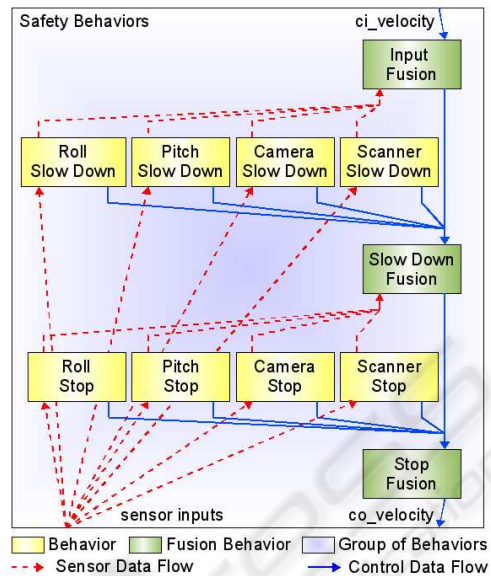 Safety Behaviors
ci_velocity
Input
Fusion
Roll
Slow Down
Pitch
Slow Down
Camera
Slow Down
Scanner
Slow Down
Slow Down
Fusion
Roll
Stop
Pitch
Stop
Camera
Stop
Scanner
Stop
Stop
Fusion
sensor inputs
co_velocity
Behavior
Fusion Behavior
Group of Behaviors
Sensor Data Flow
Control Data Flow